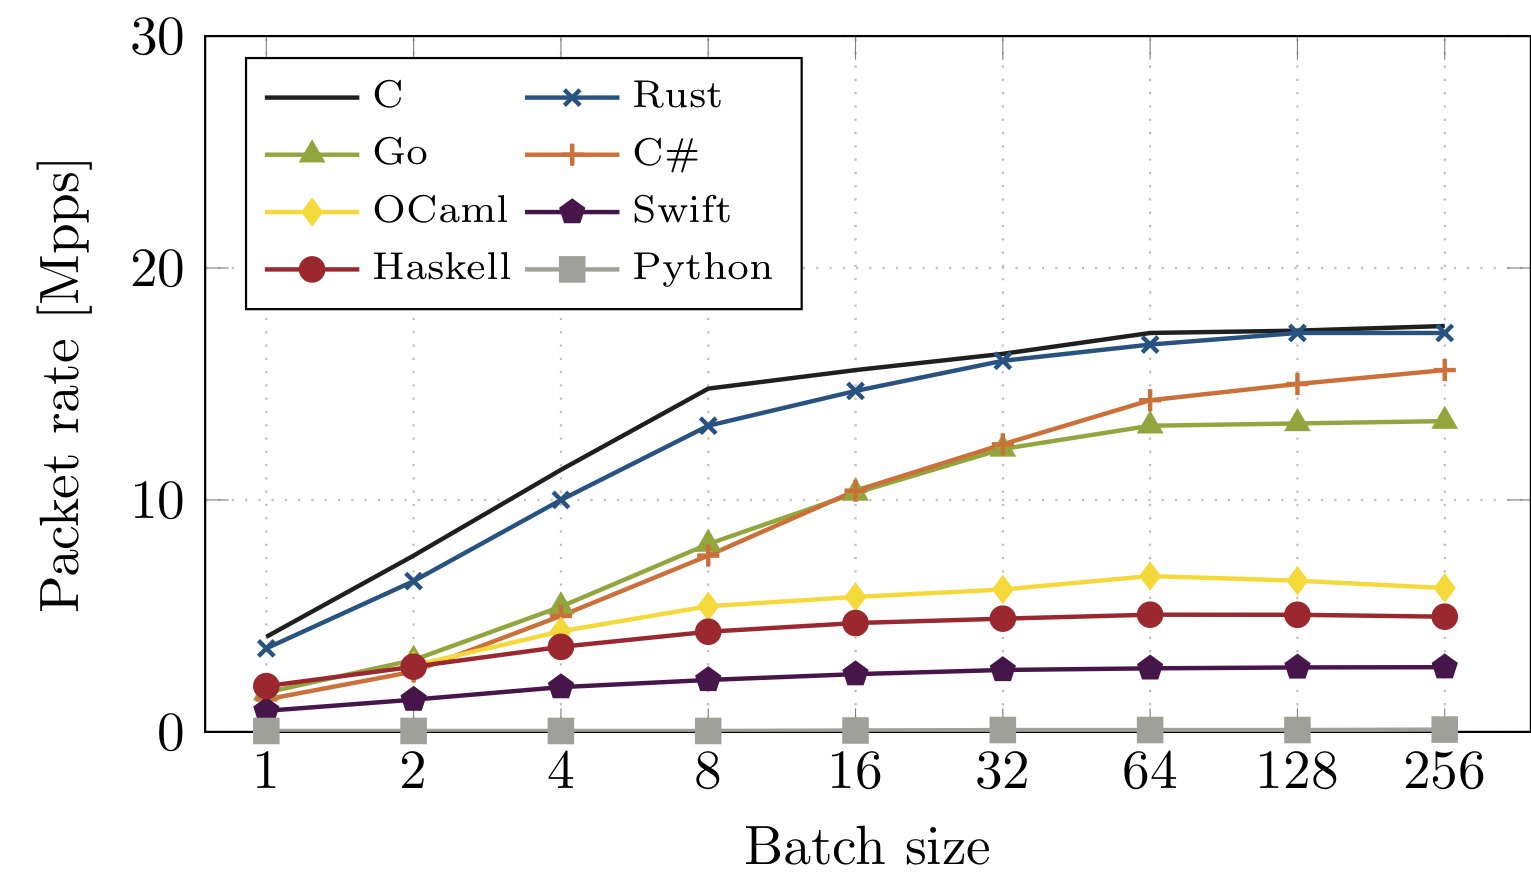 30
20
10
0
Packet rate [Mpps]
C
Rust
Go
C#
OCaml
Swift
Haskell
Python
1 2 4 8 16 32 64 128 256
Batch size